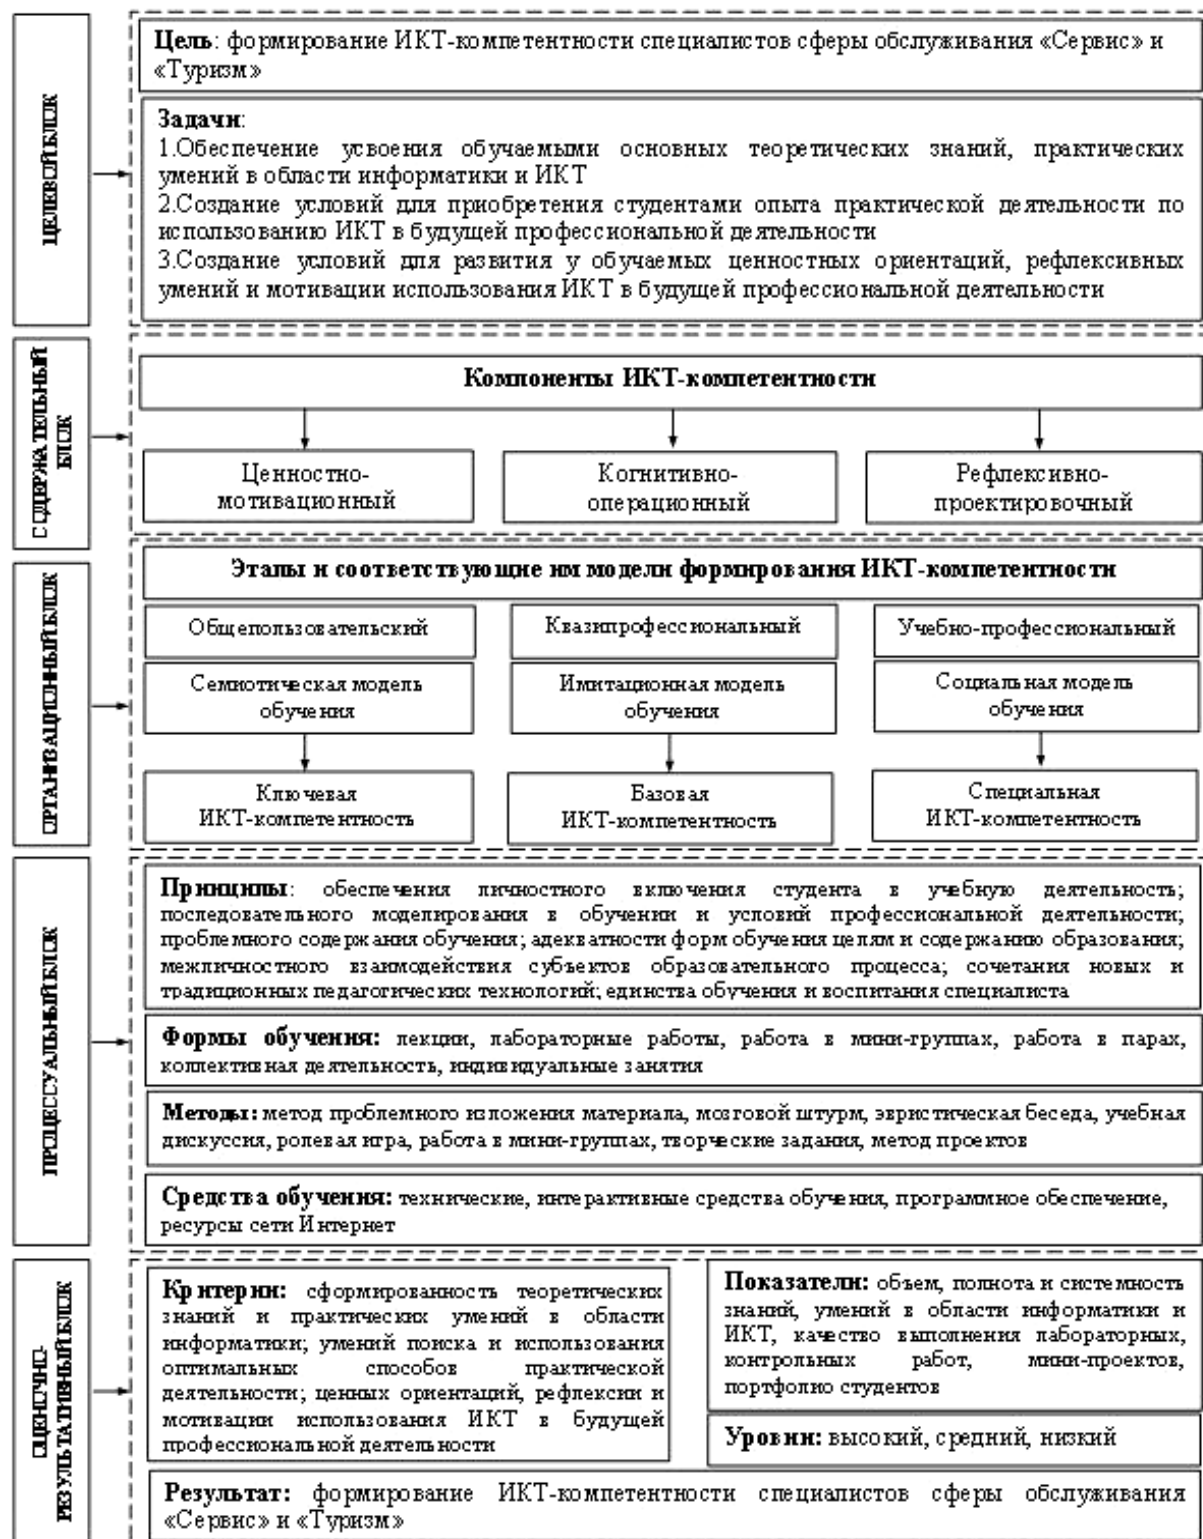 ЦЕЛЕВОЙ БЛОК
Цель: формирование ИКТ-компетентности специалистов сферы обслуживания «Сервис» и
«Туризм»
Задачи:
1.Обеспечение усвоения обучаемыми основных теоретических знаний, практических
умений в области информатики и ИКТ
2.Создание условий для приобретения студентами опыта практической деятельности по
использованию ИКТ в будущей профессиональной деятельности
3.Создание условий для развития у обучаемых ценностных ориентаций, рефлексивных
умений и мотивации использования ИКТ в будущей профессиональной деятельности
СОДЕРЖАТЕЛЬНЫЙ
БЛОК
Компоненты ИКТ-компетентности
Ценностно-
мотивационный
Когнитивно-
операционный
Рефлексивно-
проектировочный
ОРГАНИЗАЦИОННЫЙ БЛОК
Этапы и соответствующие им модели формирования ИКТ-компетентности
Общепользовательский
Квазипрофессиональный
Учебно-профессиональный
Семиотическая модель
обучения
Имитационная модель
обучения
Социальная модель
обучения
Ключевая
ИКТ-компетентность
Базовая
ИКТ-компетентность
Специальная
ИКТ-компетентность
ПРОЦЕССУАЛЬНЫЙ БЛОК
Принципы: обеспечения личностного включения студента в учебную деятельность;
последовательного моделирования в обучении и условий профессиональной деятельности;
проблемного содержания обучения; адекватности форм обучения целям и содержанию образования;
межличностного взаимодействия субъектов образовательного процесса; сочетания новых и
традиционных педагогических технологий; единства обучения и воспитания специалиста
Формы обучения: лекции, лабораторные работы, работа в мини-группах, работа в парах,
коллективная деятельность, индивидуальные занятия
Методы: метод проблемного изложения материала, мозговой штурм, эвристическая беседа, учебная
дискуссия, ролевая игра, работа в мини-группах, творческие задания, метод проектов
Средства обучения: технические, интерактивные средства обучения, программное обеспечение,
ресурсы сети Интернет
ОЦЕНОЧНО-
РЕЗУЛЬТАТИВНЫЙ БЛОК
Критерии: сформированность теоретических
знаний и практических умений в области
информатики; умений поиска и использования
оптимальных способов практической
деятельности; ценных ориентаций, рефлексии и
мотивации использования ИКТ в будущей
профессиональной деятельности
Показатели: объем, полнота и системность
знаний, умений в области информатики и
ИКТ, качество выполнения лабораторных,
контрольных работ, мини-проектов,
портфолио студентов
Уровни: высокий, средний, низкий
Результат: формирование ИКТ-компетентности специалистов сферы обслуживания
«Сервис» и «Туризм»